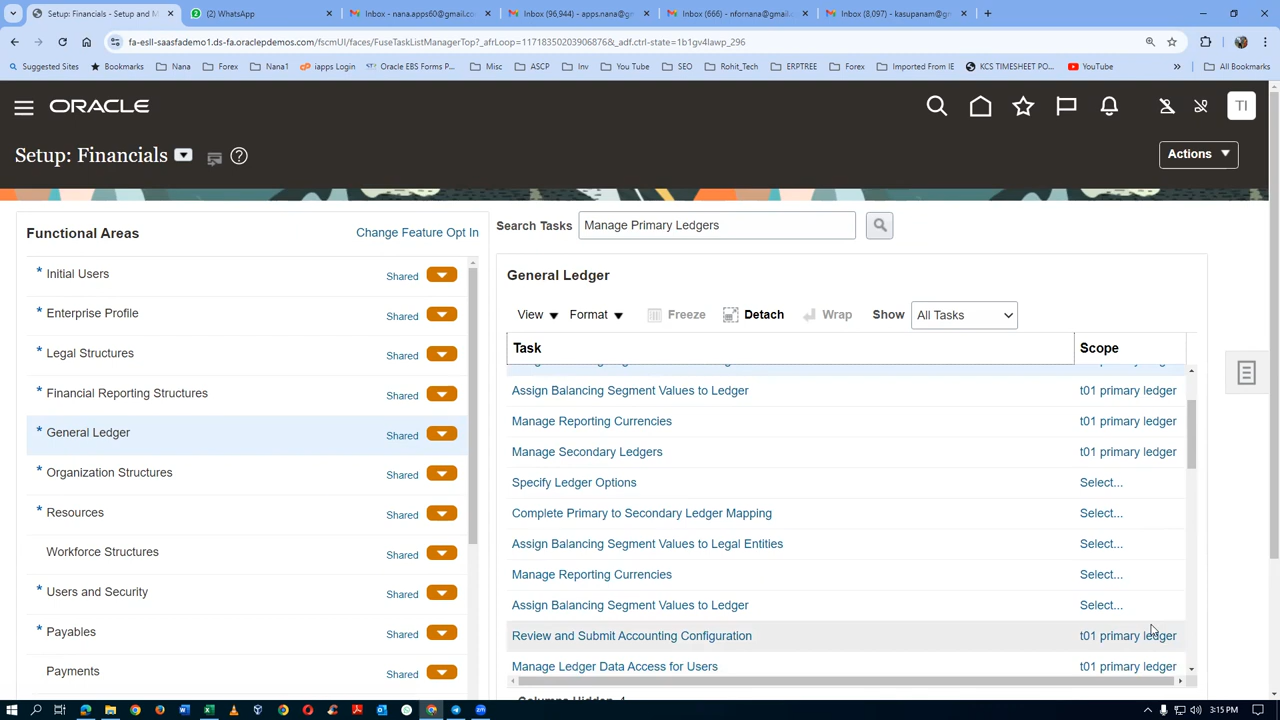 Setup: Setup: Financials - Setup and M
(2) WhatsApp
Inbox - nana.apps60@gmail.com
Inbox (96,944) - apps.nana@g
Inbox (666) - nfornana@gmail.com
Inbox (8,097) - kasupanam@g
fa-esll-saasfademo1.ds-fa.oraclepdemos.com/fscmUI/faces/FuseTaskListManagerTop?_afrLoop=1171835020390687&_adf.ctrl-state=1b1gv4lawp_296
Suggested Sites
Bookmarks
Nana
Forex
Nana1
iapps Login
Oracle EBS Forms P...
Misc
ASCP
Inv
You Tube
SEO
Rohit_Tech
ERPTREE
Forex
Imported From IE
KCS TIMESHEET PO...
YouTube
All Bookmarks
ORACLE
TI
Setup: Financials
Actions
Functional Areas
Change Feature Opt In
* Initial Users Shared
* Enterprise Profile Shared
* Legal Structures Shared
* Financial Reporting Structures Shared
* General Ledger Shared
* Organization Structures Shared
* Resources Shared
Workforce Structures Shared
* Users and Security Shared
* Payables Shared
Payments Shared
Search Tasks Manage Primary Ledgers
General Ledger
View Format Freeze Detach Wrap Show All Tasks
Task Scope
Assign Balancing Segment Values to Ledger t01 primary ledger
Manage Reporting Currencies t01 primary ledger
Manage Secondary Ledgers t01 primary ledger
Specify Ledger Options Select...
Complete Primary to Secondary Ledger Mapping Select...
Assign Balancing Segment Values to Legal Entities Select...
Manage Reporting Currencies Select...
Assign Balancing Segment Values to Ledger Select...
Review and Submit Accounting Configuration t01 primary ledger
Manage Ledger Data Access for Users t01 primary ledger
3:15 PM